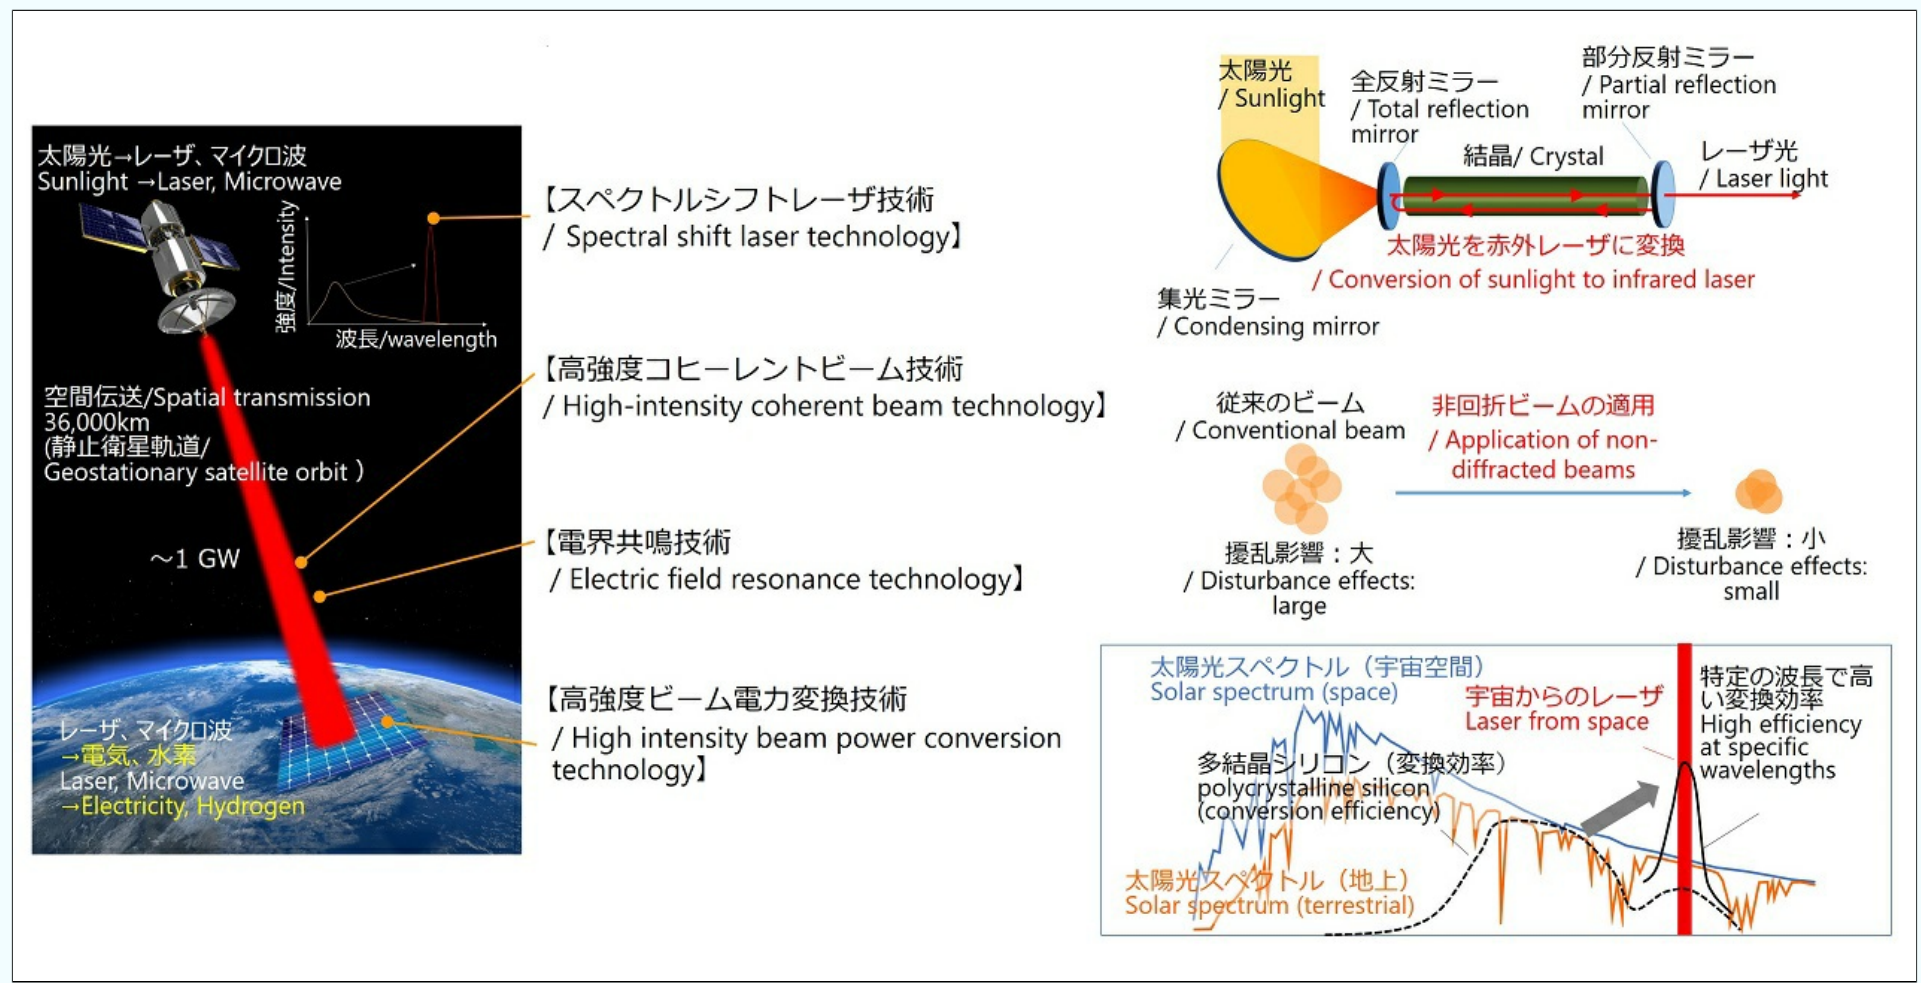 太陽光→レーザ、マイクロ波
Sunlight →Laser, Microwave
強度/Intensity
波長/wavelength
空間伝送/Spatial transmission
36,000km
(静止衛星軌道/
Geostationary satellite orbit )
～1 GW
レーザ、マイクロ波
→電気、水素
Laser, Microwave
→Electricity, Hydrogen
【スペクトルシフトレーザ技術
/ Spectral shift laser technology】
【高強度コヒーレントビーム技術
/ High-intensity coherent beam technology】
【電界共鳴技術
/ Electric field resonance technology】
【高強度ビーム電力変換技術
/ High intensity beam power conversion
technology】
太陽光
/ Sunlight
全反射ミラー
/ Total reflection
mirror
部分反射ミラー
/ Partial reflection
mirror
結晶/ Crystal
レーザ光
/ Laser light
太陽光を赤外レーザに変換
/ Conversion of sunlight to infrared laser
集光ミラー
/ Condensing mirror
従来のビーム
/ Conventional beam
非回折ビームの適用
/ Application of non-
diffracted beams
擾乱影響：大
/ Disturbance effects:
large
擾乱影響：小
/ Disturbance effects:
small
太陽光スペクトル（宇宙空間）
Solar spectrum (space)
宇宙からのレーザ
Laser from space
特定の波長で高
い変換効率
High efficiency
at specific
wavelengths
多結晶シリコン（変換効率）
polycrystalline silicon
(conversion efficiency)
太陽光スペクトル（地上）
Solar spectrum (terrestrial)